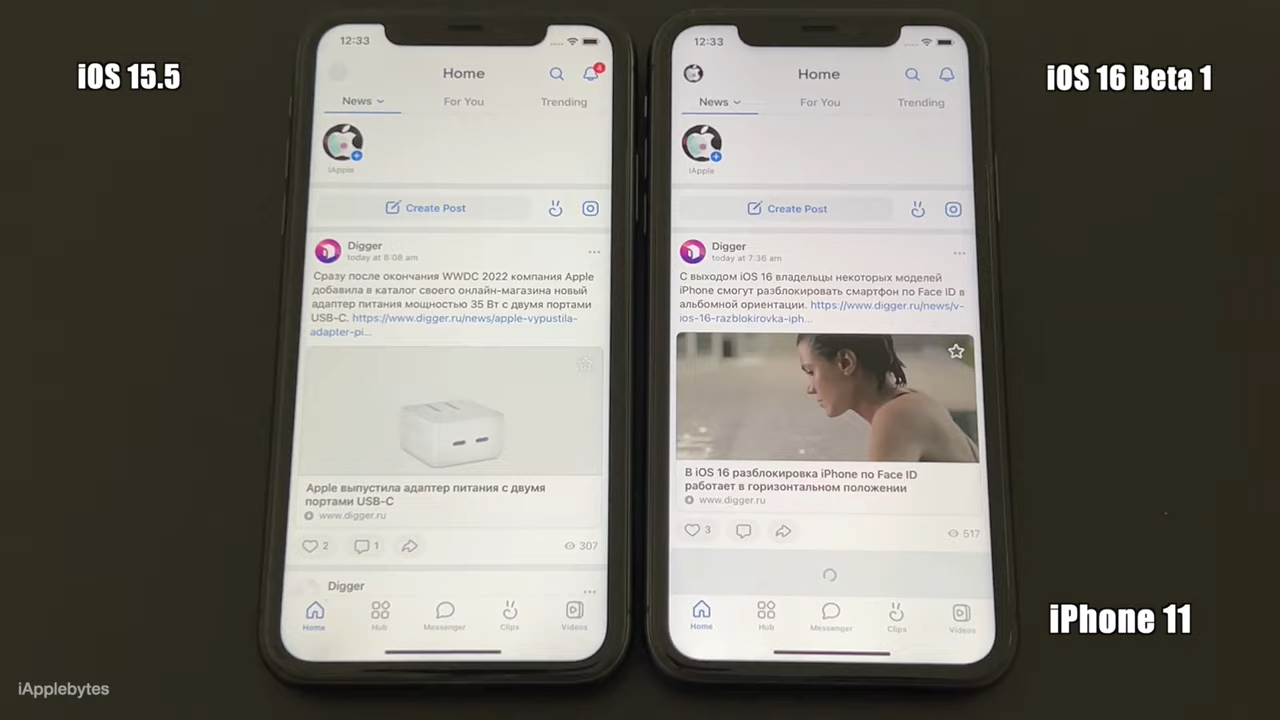 iOS 15.5
12:33
Home
4
News
For You
Trending
iApple
Create Post
Digger
today at 8:08 am
Сразу после окончания WWDC 2022 компания Apple
добавила в каталог своего онлайн-магазина новый
адаптер питания мощностью 35 Вт с двумя портами
USB-C. https://www.digger.ru/news/apple-vypustila-
adapter-pi...
Apple выпустила адаптер питания с двумя
портами USB-C
www.digger.ru
2
1
307
Digger
Home
Hub
Messenger
Clips
Videos
iOS 16 Beta 1
12:33
Home
News
For You
Trending
iApple
Create Post
Digger
today at 7:36 am
С выходом iOS 16 владельцы некоторых моделей
iPhone смогут разблокировать смартфон по Face ID в
альбомной ориентации. https://www.digger.ru/news/v-
ios-16-razblokirovka-iph...
В iOS 16 разблокировка iPhone по Face ID
работает в горизонтальном положении
www.digger.ru
3
517
Home
Hub
Messenger
Clips
Videos
iPhone 11
iApplebytes